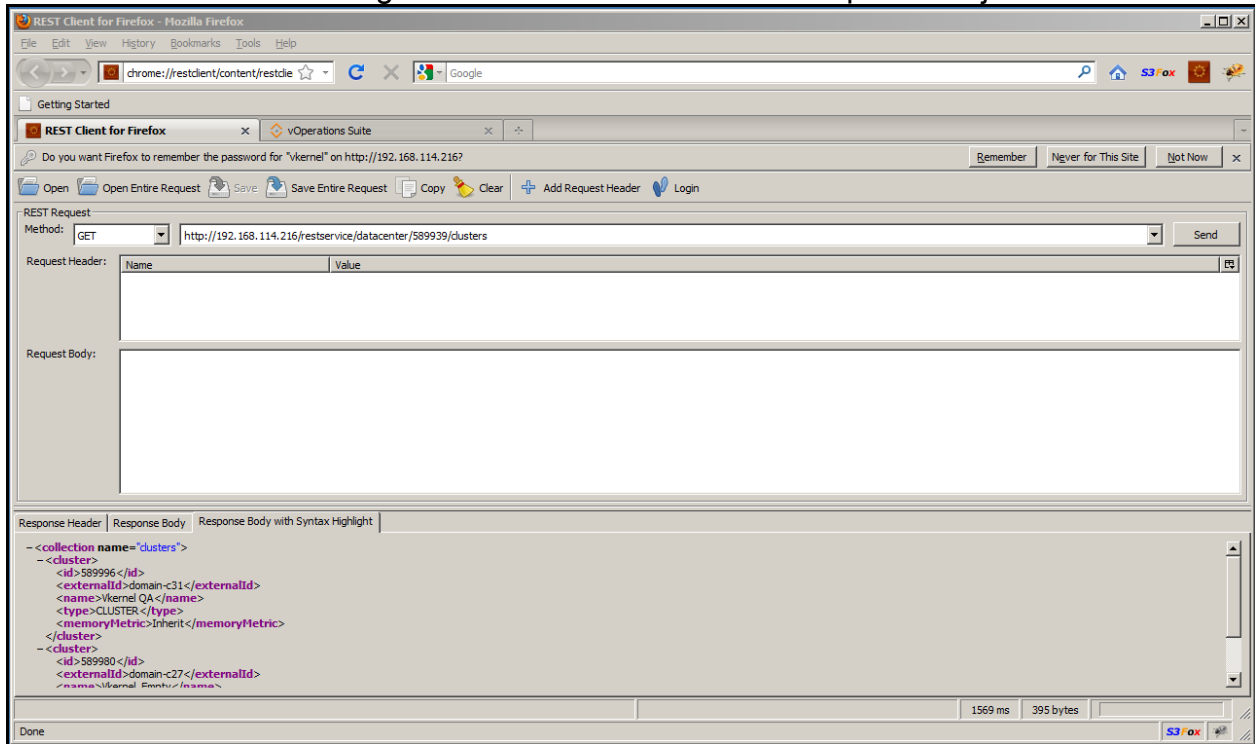 REST Client for Firefox - Mozilla Firefox
File Edit View History Bookmarks Tools Help
chrome://restclient/content/restclie Google S3Fox
Getting Started
REST Client for Firefox vOperations Suite
Do you want Firefox to remember the password for "vkernel" on http://192.168.114.216? Remember Never for This Site Not Now
Open Open Entire Request Save Save Entire Request Copy Clear Add Request Header Login
REST Request
Method: GET http://192.168.114.216/restservice/datacenter/589939/clusters Send
Request Header: Name Value
Request Body:
Response Header Response Body Response Body with Syntax Highlight
- <collection name="clusters">
- <cluster>
<id>589996</id>
<externalId>domain-c31</externalId>
<name>Vkernel QA</name>
<type>CLUSTER</type>
<memoryMetric>Inherit</memoryMetric>
</cluster>
- <cluster>
<id>589980</id>
<externalId>domain-c27</externalId>
<name>Vkernel Empty</name>
1569 ms 395 bytes
Done S3Fox